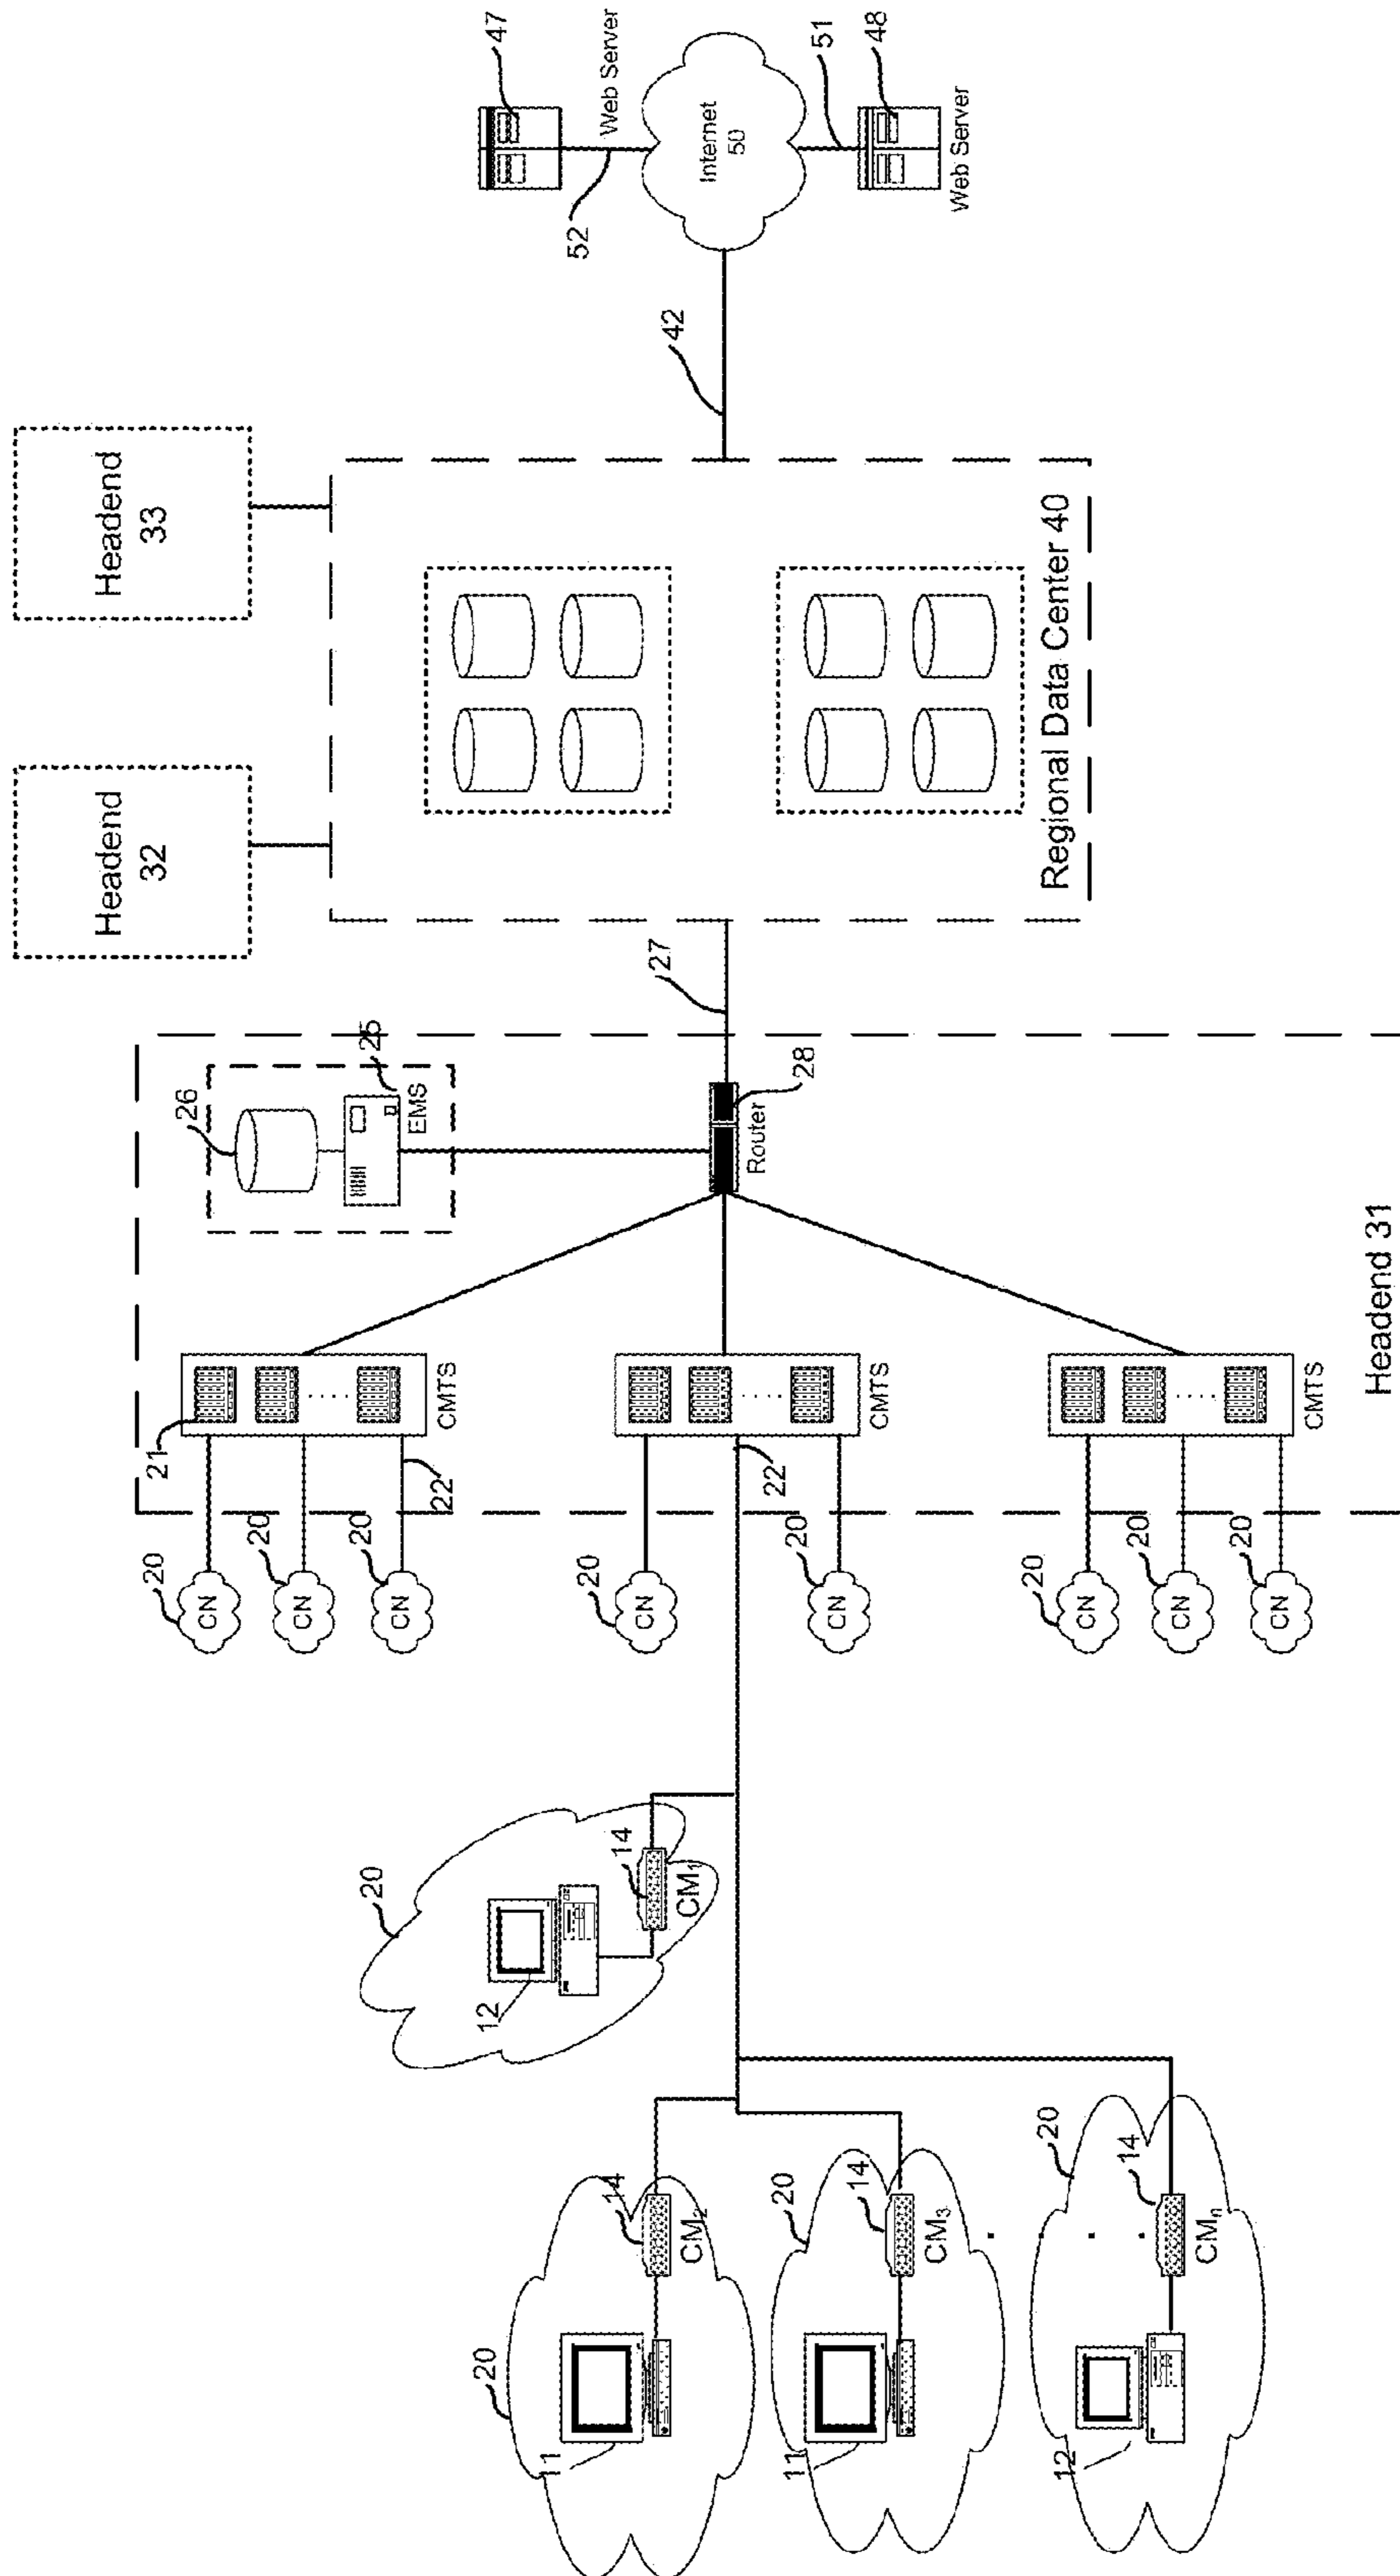 Headend
32
Headend
33
47
Web Server
52
Internet
50
51
48
Web Server
42
Regional Data Center 40
27
26
25
EMS
28
Router
21
CMTS
22
CMTS
22
CMTS
Headend 31
20
CN
20
CN
20
CN
20
CN
20
CN
20
CN
20
CN
20
CN
20
12
14
CM1
20
11
14
CM2
20
11
14
CM3
. . . .
20
12
14
CMn